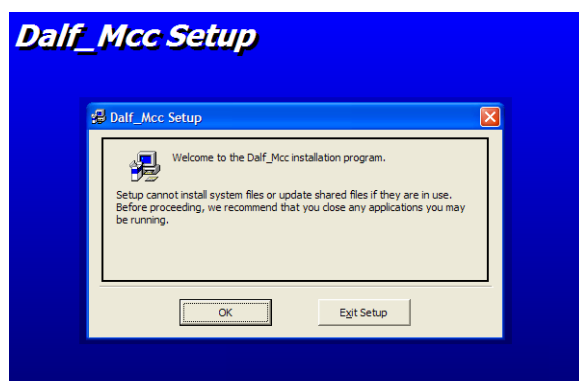 Dalf_Mcc Setup
Dalf_Mcc Setup
Welcome to the Dalf_Mcc installation program.
Setup cannot install system files or update shared files if they are in use.
Before proceeding, we recommend that you close any applications you may
be running.
OK
Exit Setup